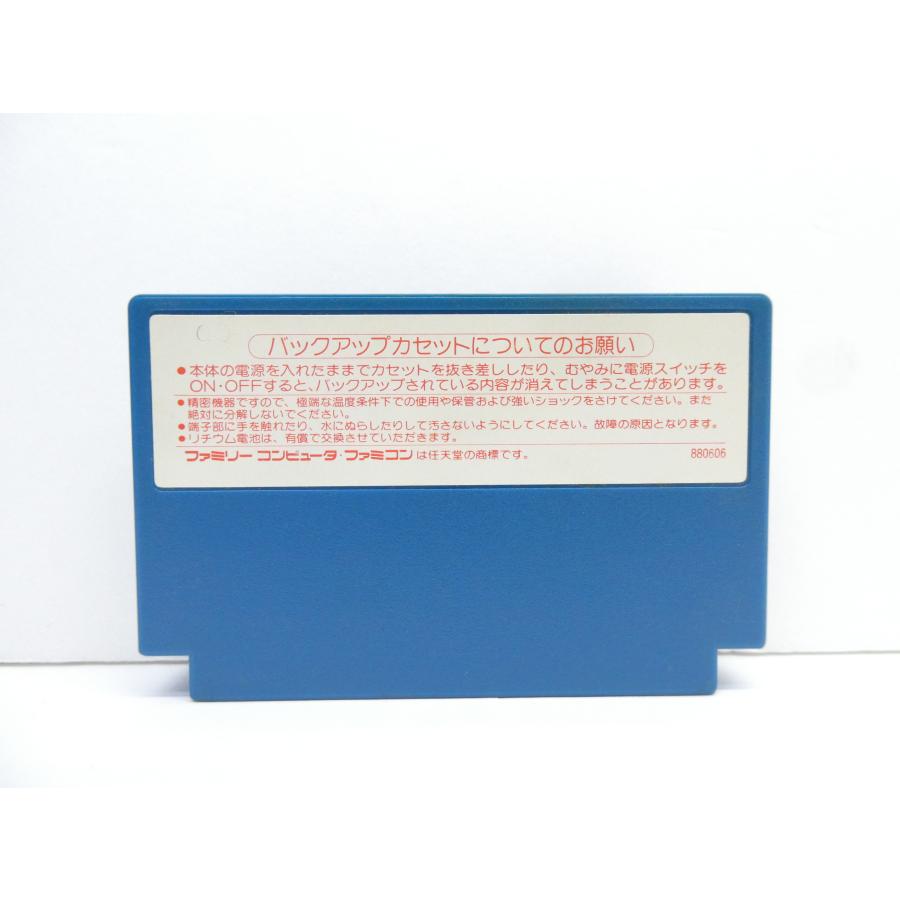 バックアップカセットについてのお願い
●本体の電源を入れたままでカセットを抜き差ししたり、むやみに電源スイッチを
ON・OFFすると、バックアップされている内容が消えてしまうことがあります。
●精密機器ですので、極端な温度条件下での使用や保管および強いショックをさけてください。また
絶対に分解しないでください。
●端子部に手を触れたり、水にぬらしたりして汚さないようにしてください。故障の原因となります。
●リチウム電池は、有償で交換させていただきます。
ファミリー コンピュータ・ファミコンは任天堂の商標です。 880606